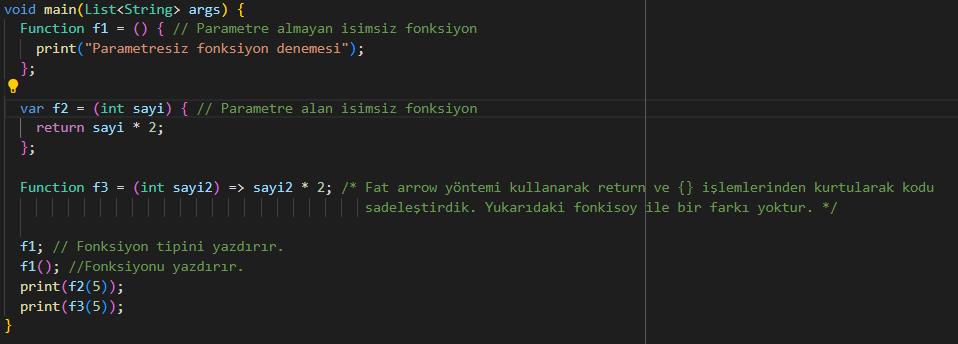 void main(List<String> args) {
Function f1 = () { // Parametre almayan isimsiz fonksiyon
print("Parametresiz fonksiyon denemesi");
};
var f2 = (int sayi) { // Parametre alan isimsiz fonksiyon
return sayi * 2;
};
Function f3 = (int sayi2) => sayi2 * 2; /* Fat arrow yöntemi kullanarak return ve {} işlemlerinden kurtularak kodu
sadeleştirdik. Yukarıdaki fonkisoy ile bir farkı yoktur. */
f1; // Fonksiyon tipini yazdırır.
f1(); //Fonksiyonu yazdırır.
print(f2(5));
print(f3(5));
}